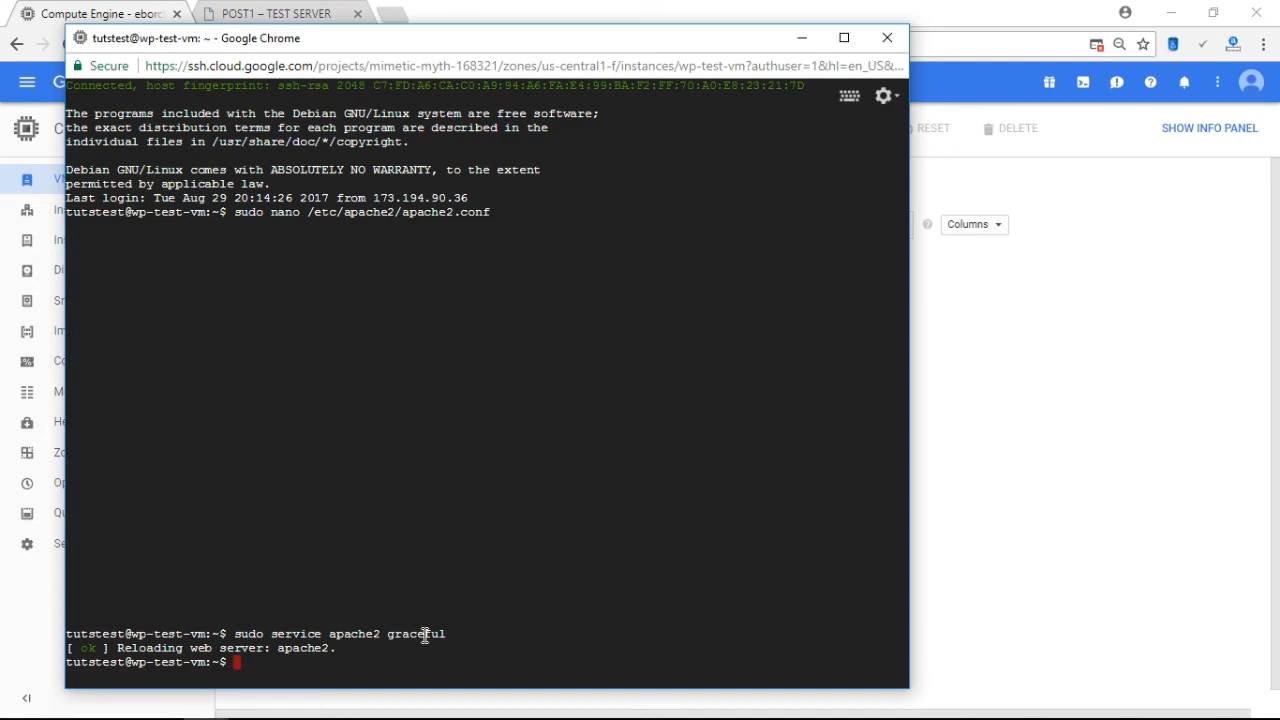 Compute Engine - eborc
POST1 – TEST SERVER
tutstest@wp-test-vm: ~ - Google Chrome
Secure
https://ssh.cloud.google.com/projects/mimetic-myth-168321/zones/us-central1-f/instances/wp-test-vm?authuser=1&hl=en_US&...
Connected, host fingerprint: ssh-rsa 2048 C7:FD:A6:CA:C0:A9:94:A6:FA:E4:99:BA:F2:FF:70:A0:E8:23:21:7D
The programs included with the Debian GNU/Linux system are free software;
the exact distribution terms for each program are described in the
individual files in /usr/share/doc/*/copyright.
Debian GNU/Linux comes with ABSOLUTELY NO WARRANTY, to the extent
permitted by applicable law.
Last login: Tue Aug 29 20:14:26 2017 from 173.194.90.36
tutstest@wp-test-vm:~$ sudo nano /etc/apache2/apache2.conf
tutstest@wp-test-vm:~$ sudo service apache2 graceful
[ ok ] Reloading web server: apache2.
tutstest@wp-test-vm:~$
RESET
DELETE
SHOW INFO PANEL
Columns